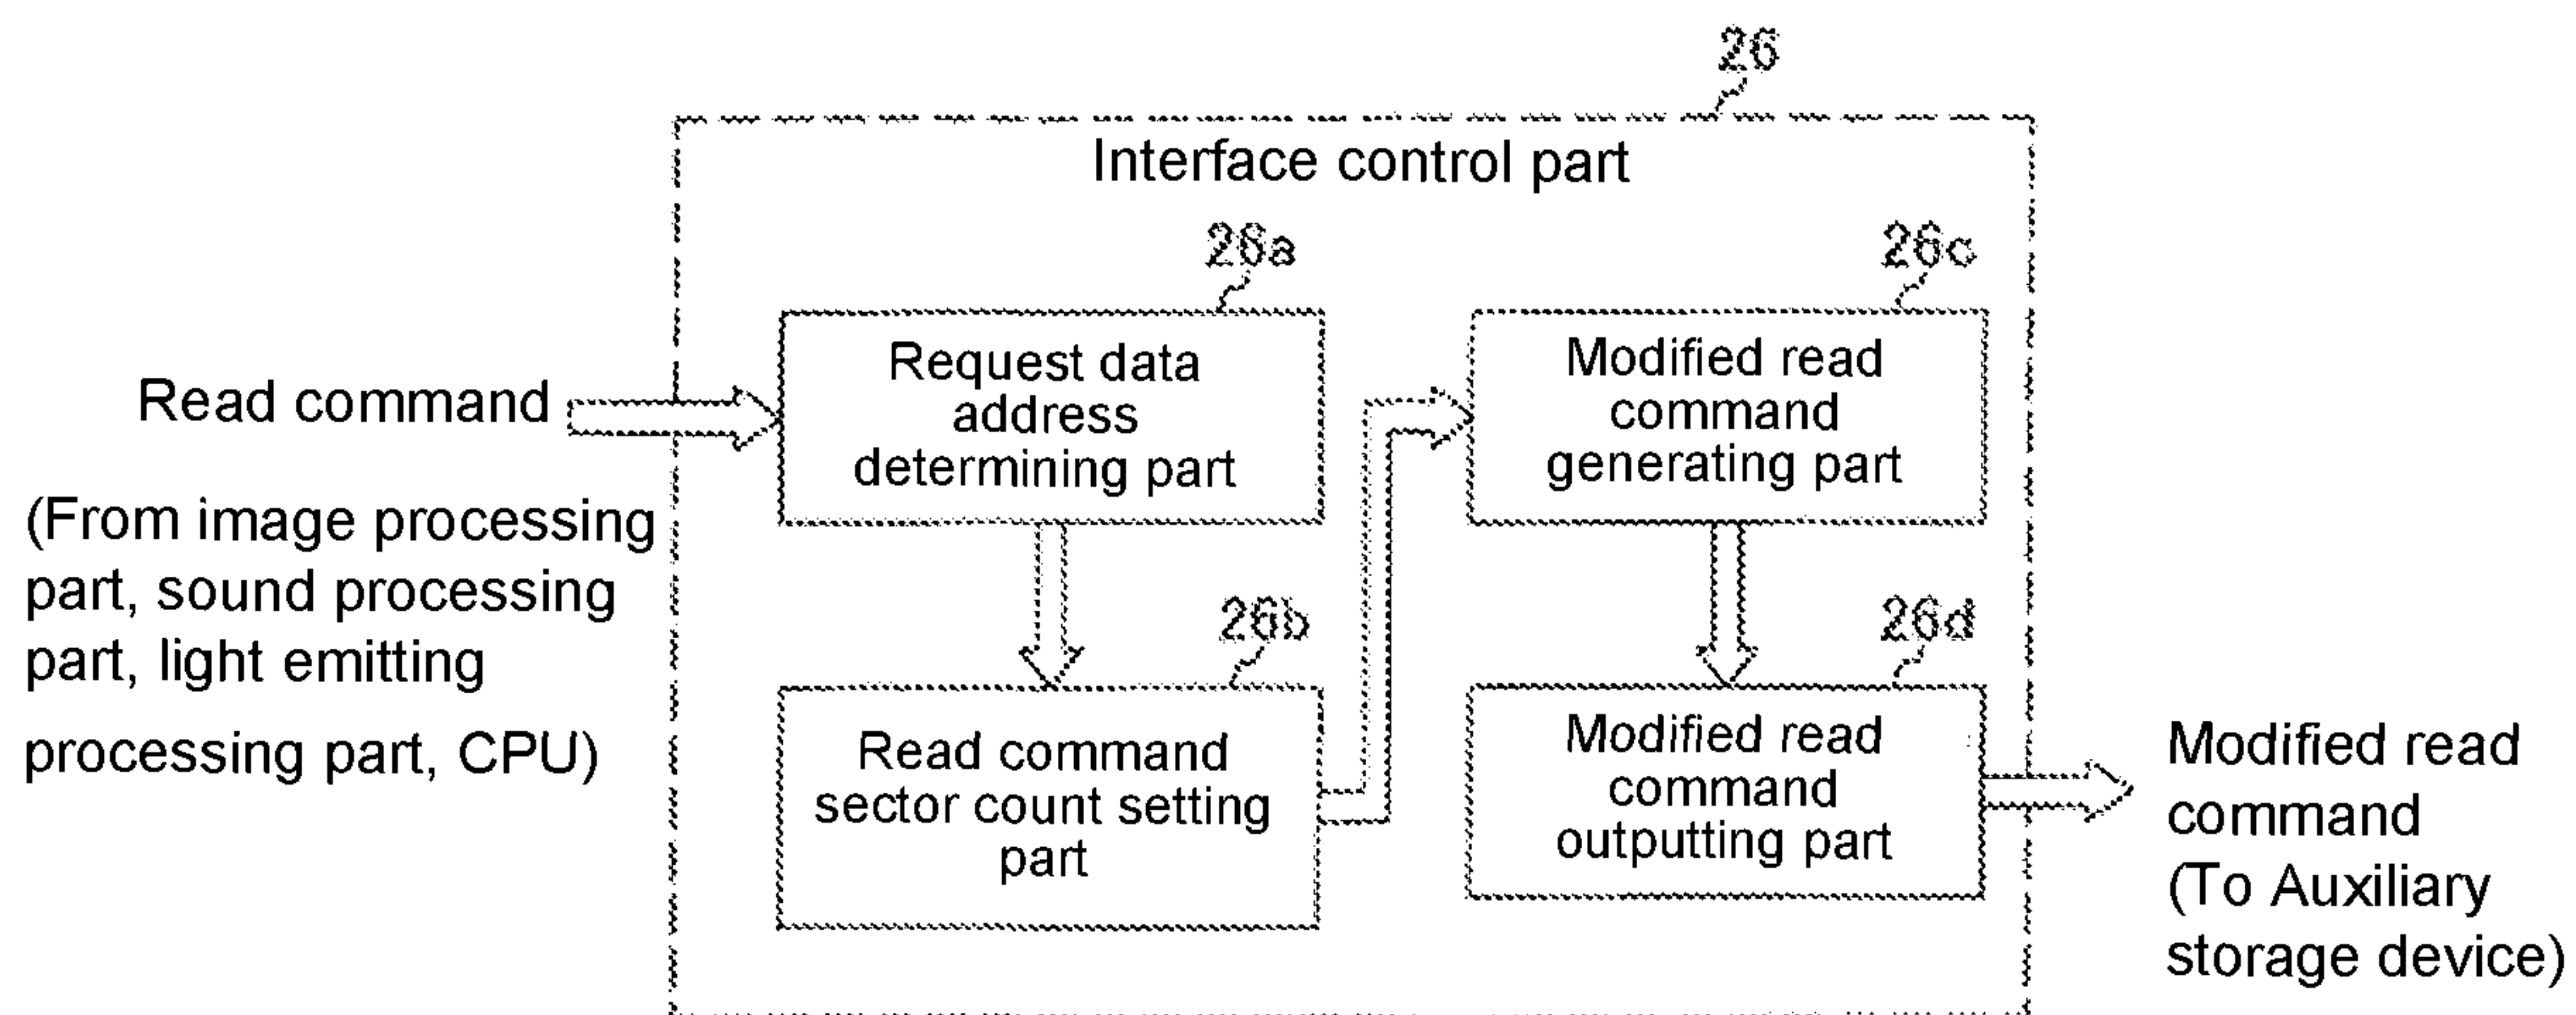 26
Interface control part
26a
26c
Request data
address
determining part
Modified read
command
generating part
Read command
(From image processing
part, sound processing
part, light emitting
processing part, CPU)
26b
26d
Read command
sector count setting
part
Modified read
command
outputting part
Modified read
command
(To Auxiliary
storage device)